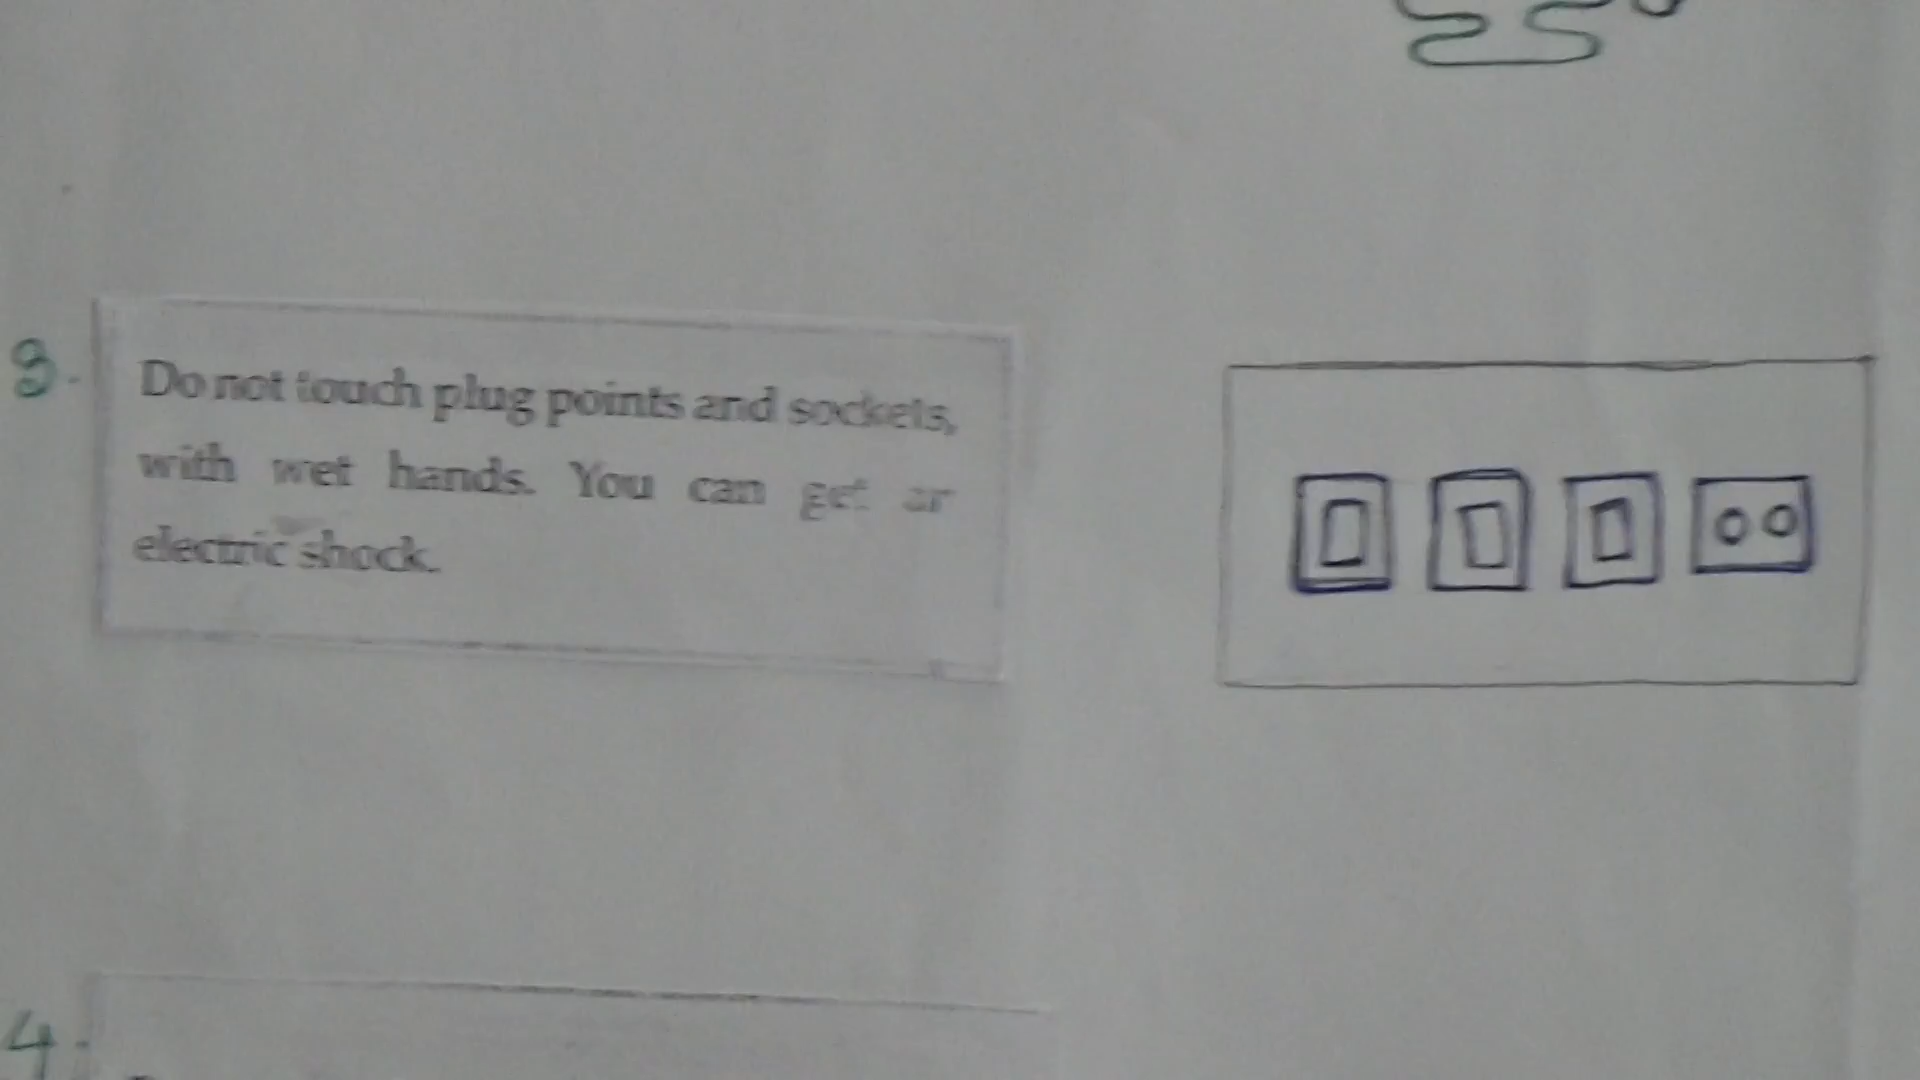 3.
Do not touch plug points and sockets,
with wet hands. You can get an
electric shock.
4.